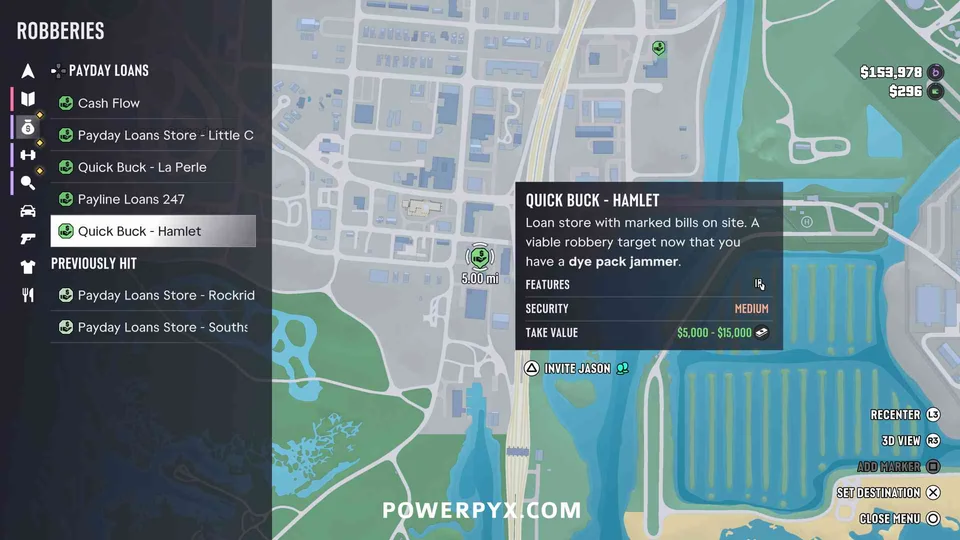 ROBBERIES
PAYDAY LOANS
Cash Flow
Payday Loans Store - Little C
Quick Buck - La Perle
Payline Loans 247
Quick Buck - Hamlet
PREVIOUSLY HIT
Payday Loans Store - Rockrid
Payday Loans Store - Souths
$153,978
$296
5.00 mi
QUICK BUCK - HAMLET
Loan store with marked bills on site. A
viable robbery target now that you
have a dye pack jammer.
FEATURES
SECURITY MEDIUM
TAKE VALUE $5,000 - $15,000
INVITE JASON
RECENTER L3
3D VIEW R3
ADD MARKER
SET DESTINATION
CLOSE MENU
POWERPYX.COM